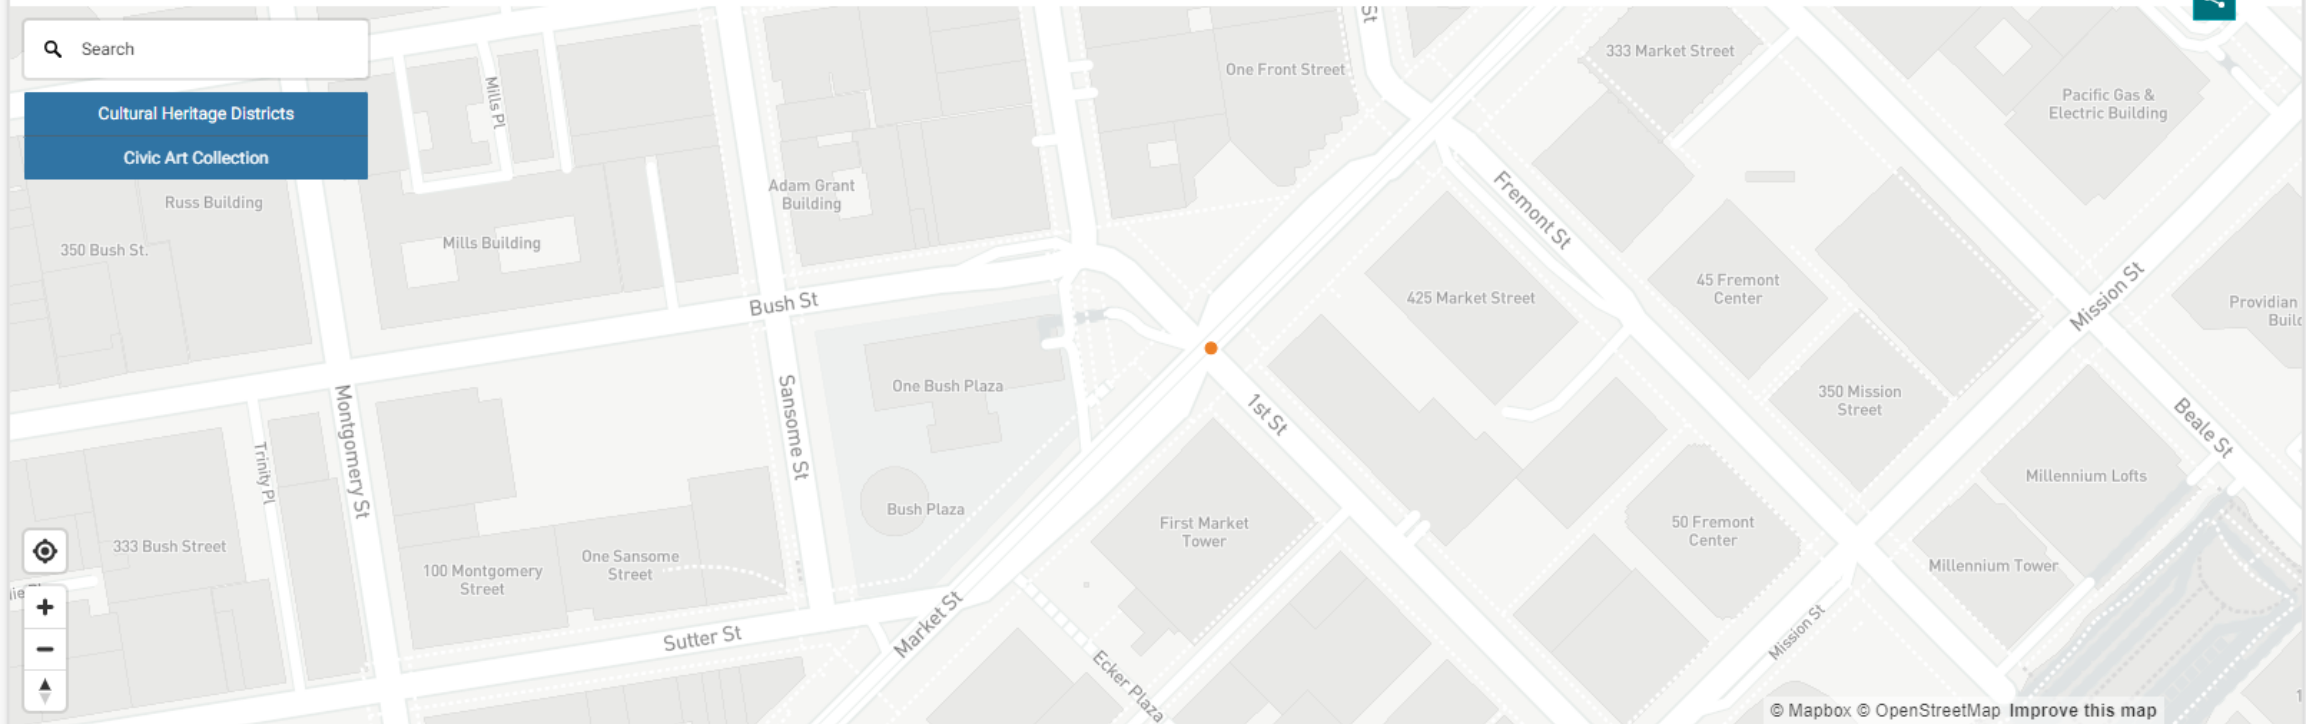 Search
Cultural Heritage Districts
Civic Art Collection
Mills Pl
St
One Front Street
333 Market Street
Pacific Gas &
Electric Building
Russ Building
350 Bush St.
Mills Building
Adam Grant
Building
Fremont St
Bush St
425 Market Street
45 Fremont
Center
Mission St
Providian
One Bush Plaza
Sansome St
1st St
350 Mission
Street
Beale St
Montgomery St
Trinity Pl
Bush Plaza
First Market
Tower
50 Fremont
Center
Millennium Lofts
333 Bush Street
100 Montgomery
Street
One Sansome
Street
Millennium Tower
Sutter St
Market St
Ecker Plaza
Mission St
© Mapbox © OpenStreetMap Improve this map